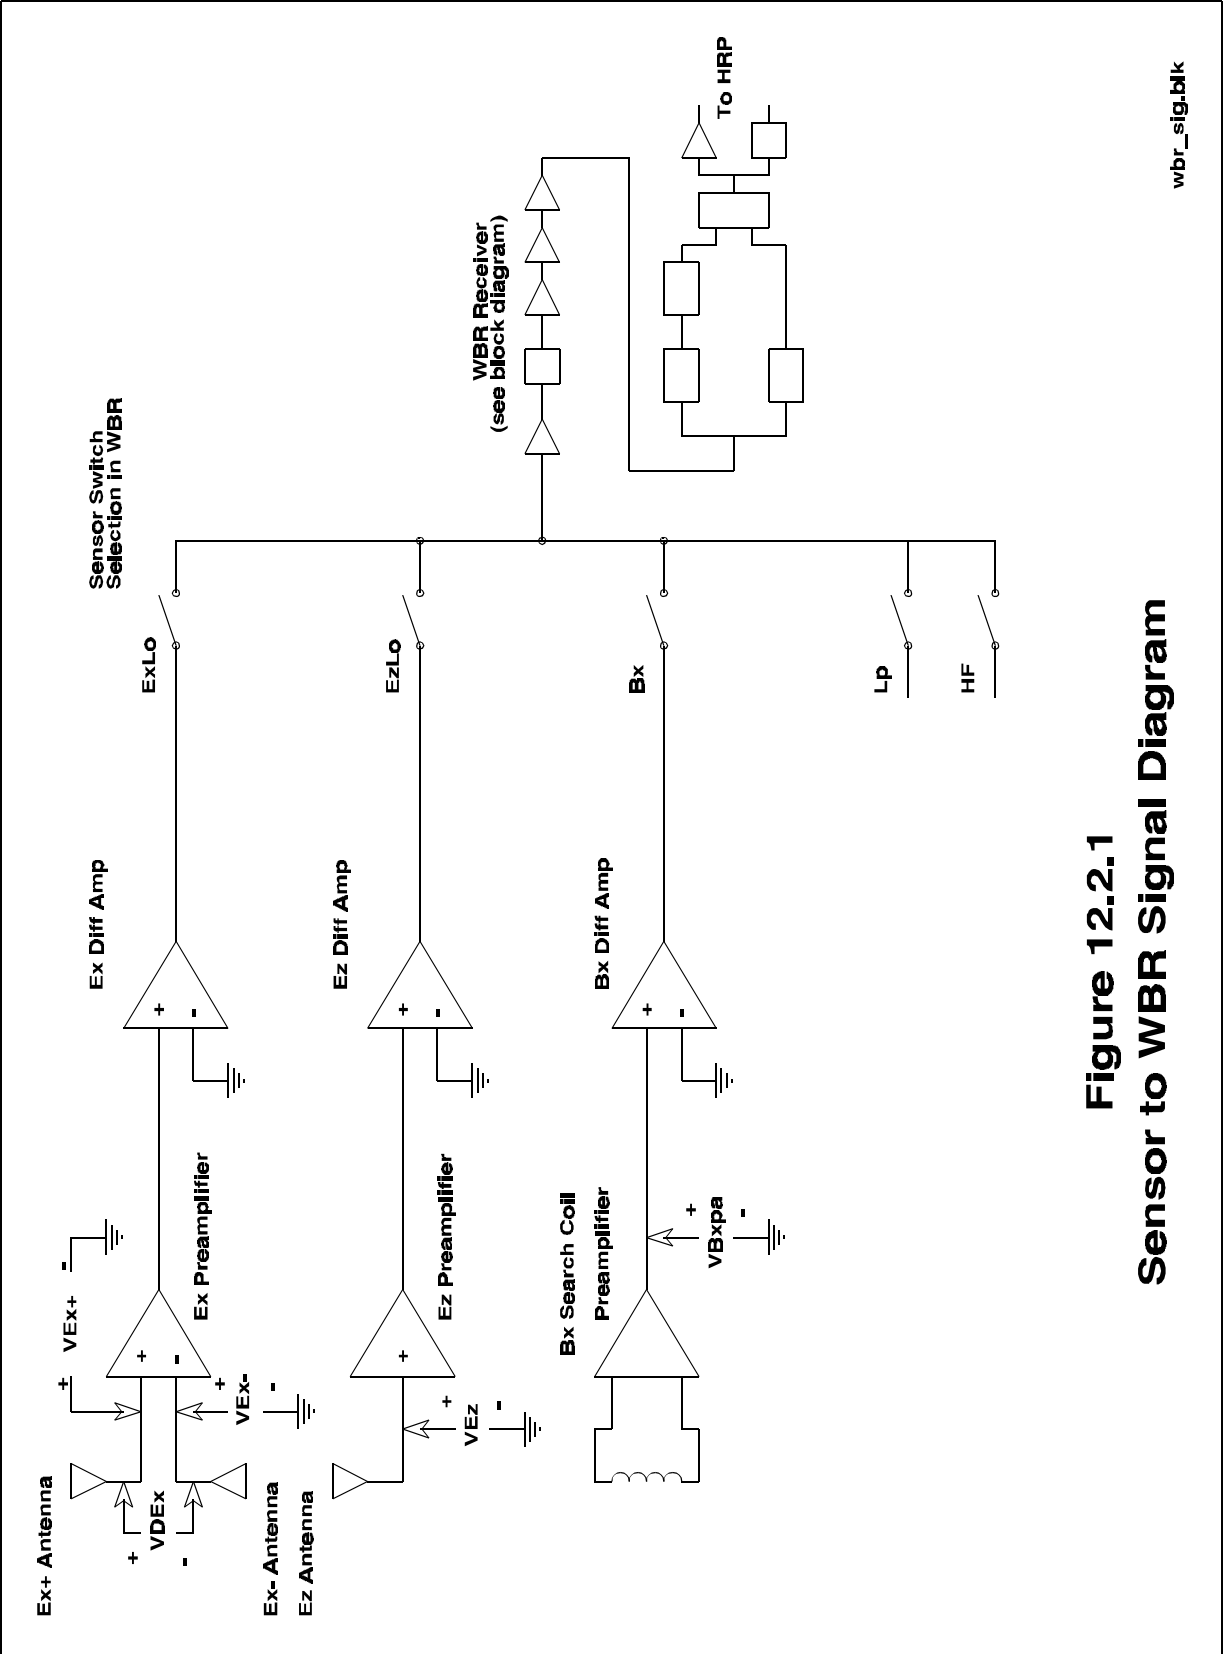 Sensor Switch
Selection in WBR
WBR Receiver
(see block diagram)
To HRP
Ex+ Antenna
+
VDEx
-
Ex- Antenna
+
VEx+
-
+
VEx-
-
+
-
Ex Preamplifier
Ex Diff Amp
+
-
ExLo
Ez Antenna
+
VEz
-
+
Ez Preamplifier
Ez Diff Amp
+
-
EzLo
Bx Search Coil
Preamplifier
+
VBxpa
-
Bx Diff Amp
+
-
Bx
Lp
HF
Figure 12.2.1
Sensor to WBR Signal Diagram
wbr_sig.blk